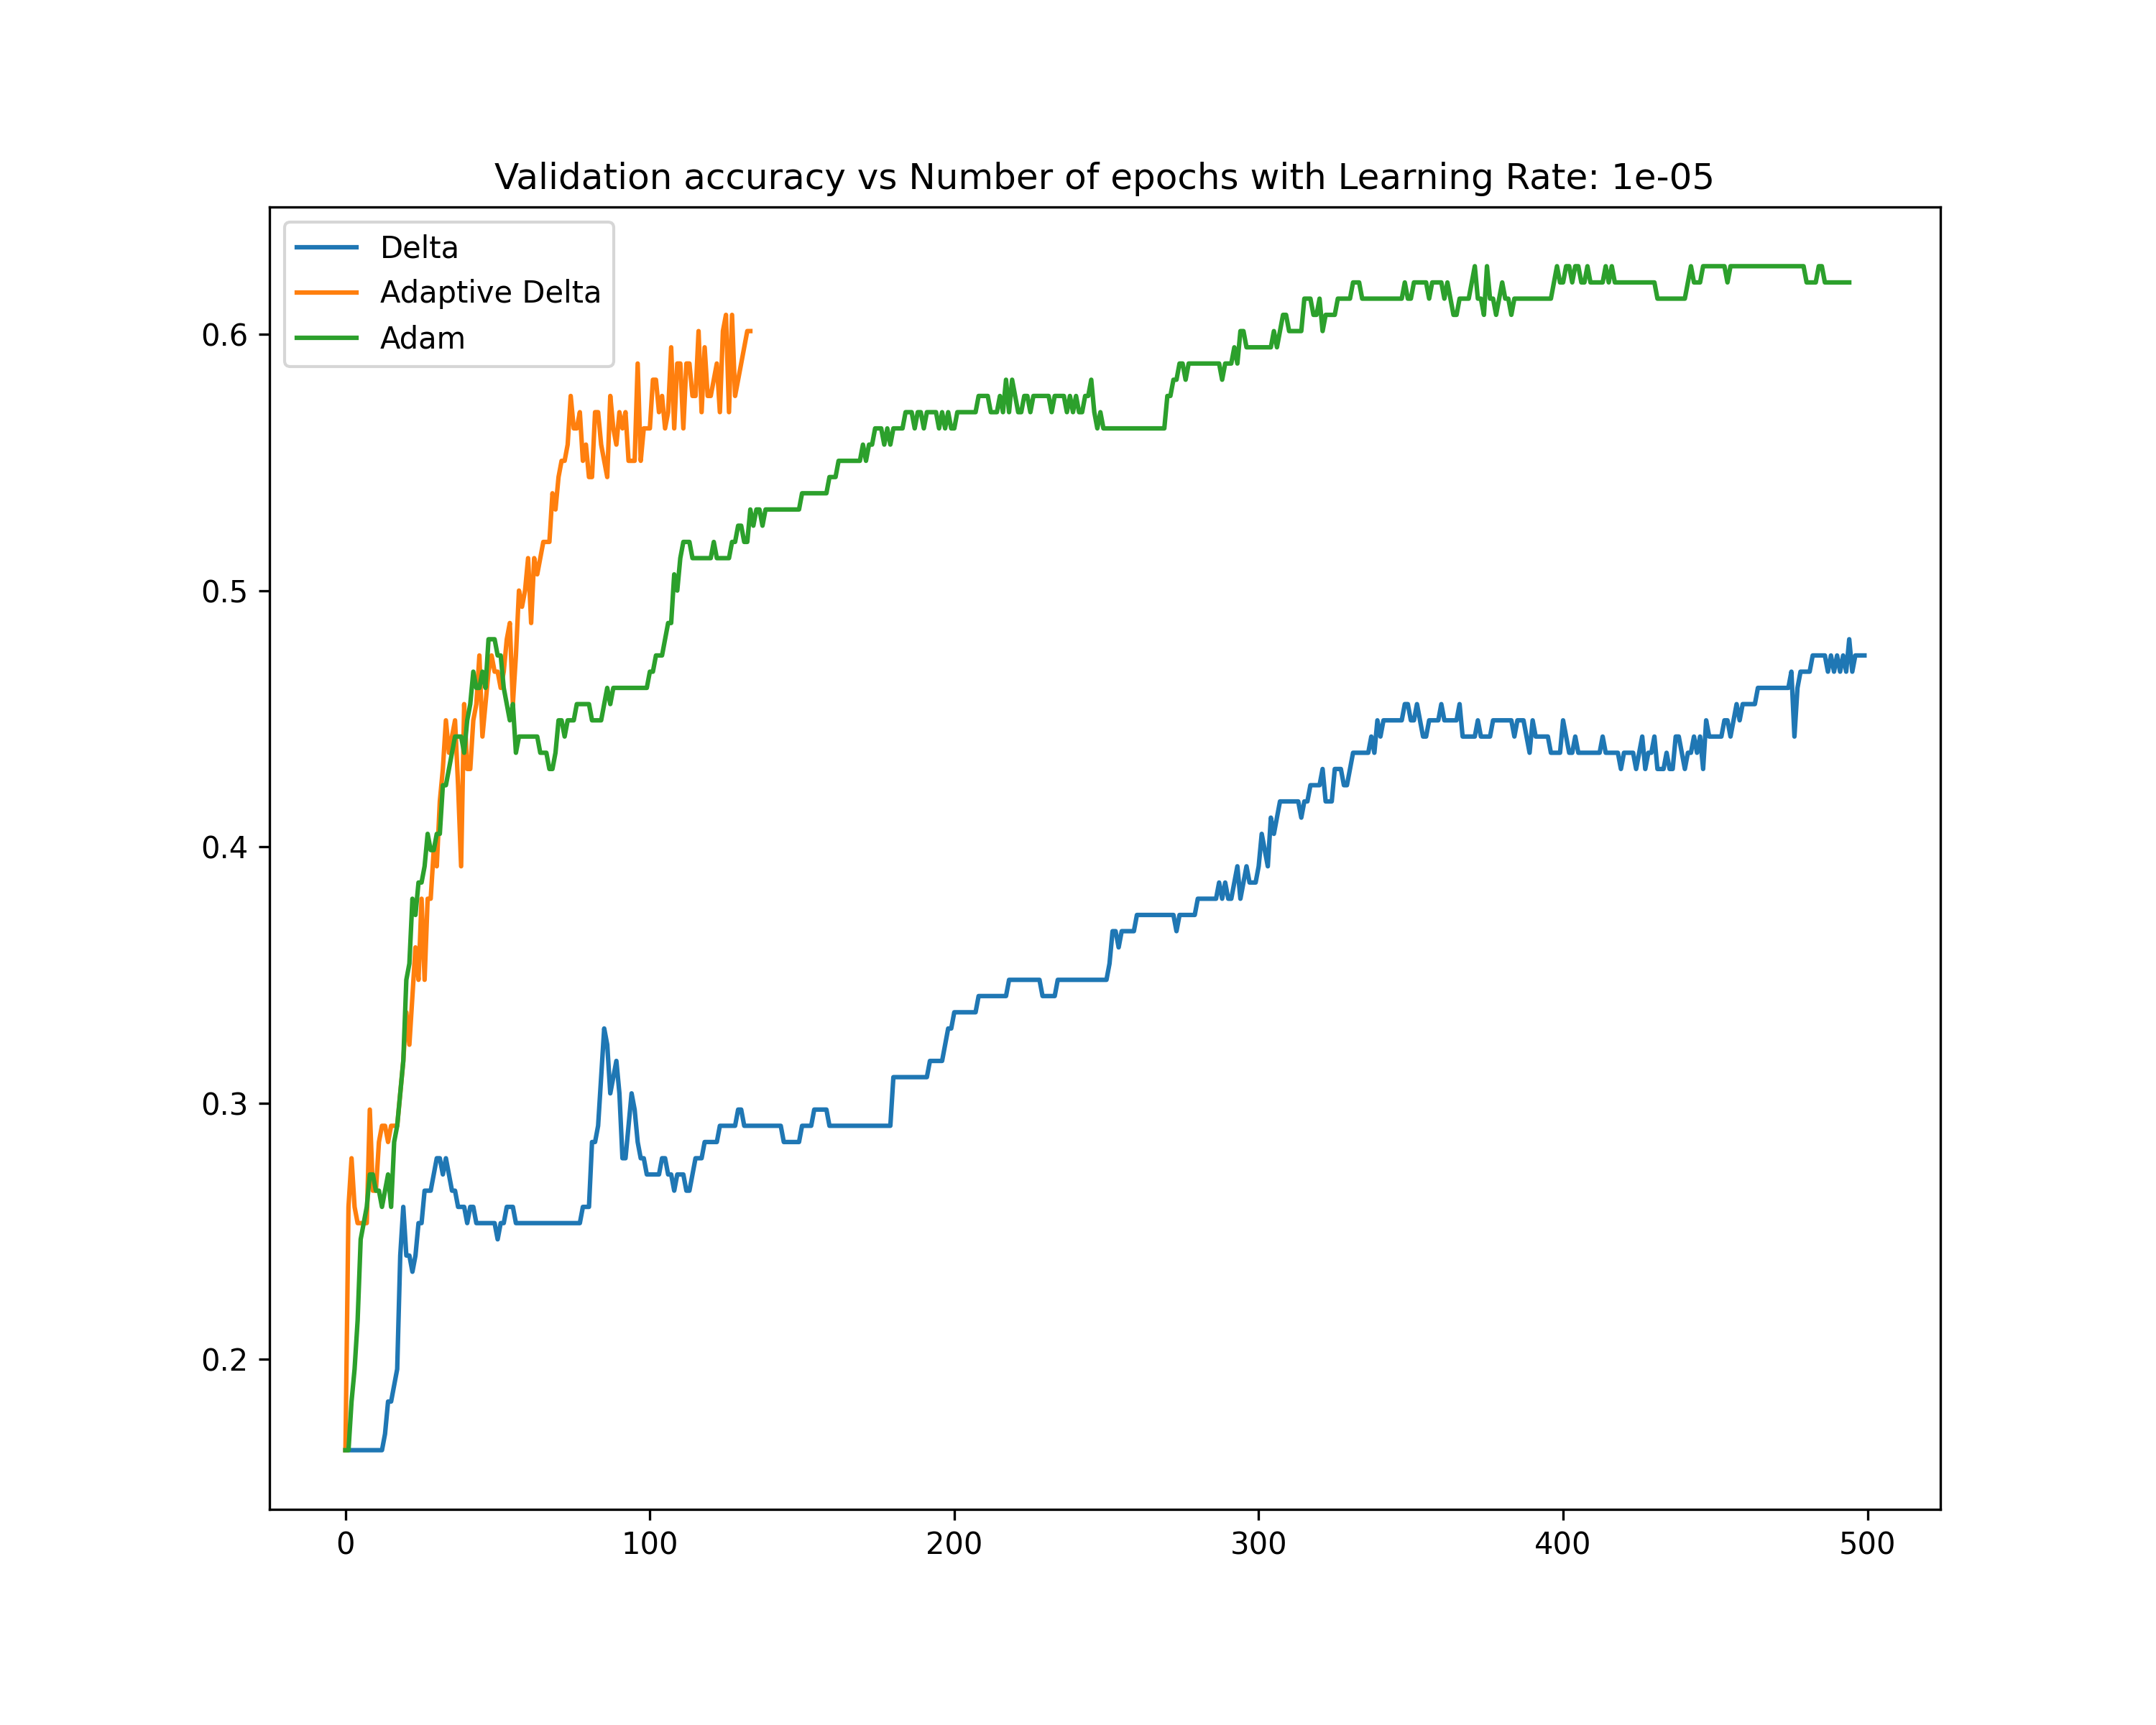 Validation accuracy vs Number of epochs with Learning Rate: 1e-05
Delta
Adaptive Delta
Adam
0.6
0.5
0.4
0.3
0.2
0 100 200 300 400 500